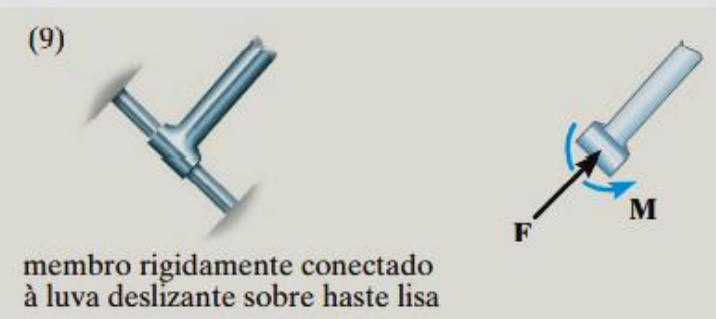 (9)
F
M
membro rigidamente conectado
à luva deslizante sobre haste lisa